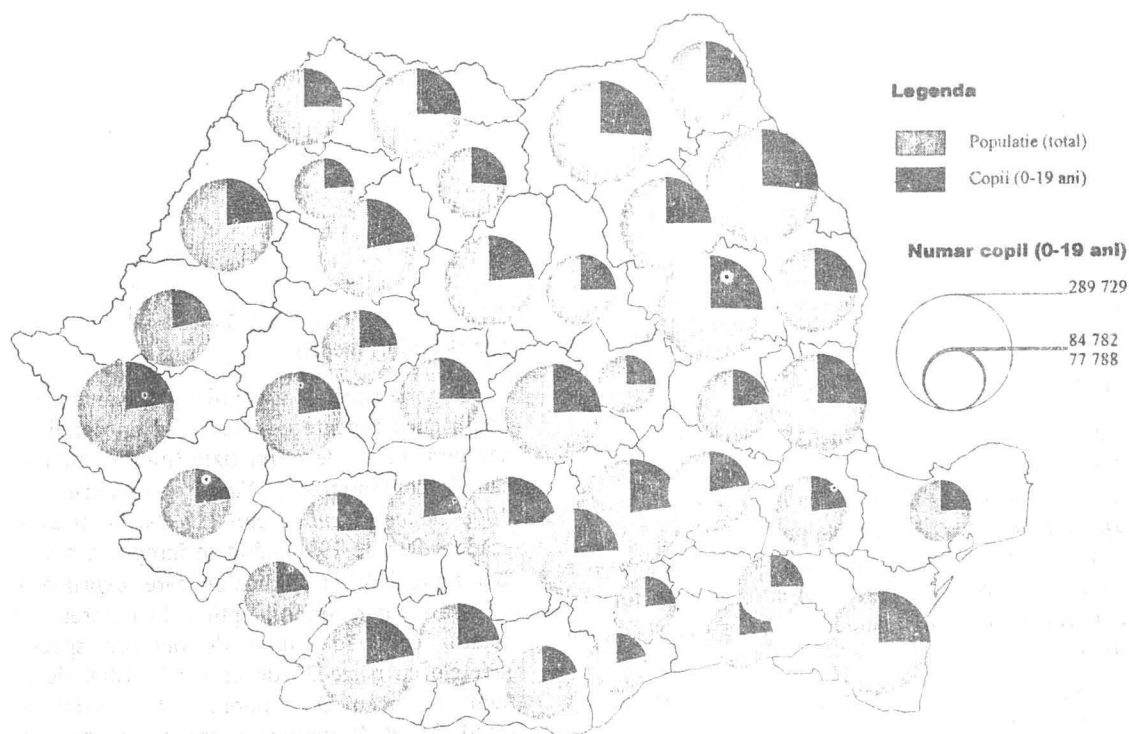 Legenda
Populatie (total)
Copii (0-19 ani)
Numar copii (0-19 ani)
289 729
84 782
77 788